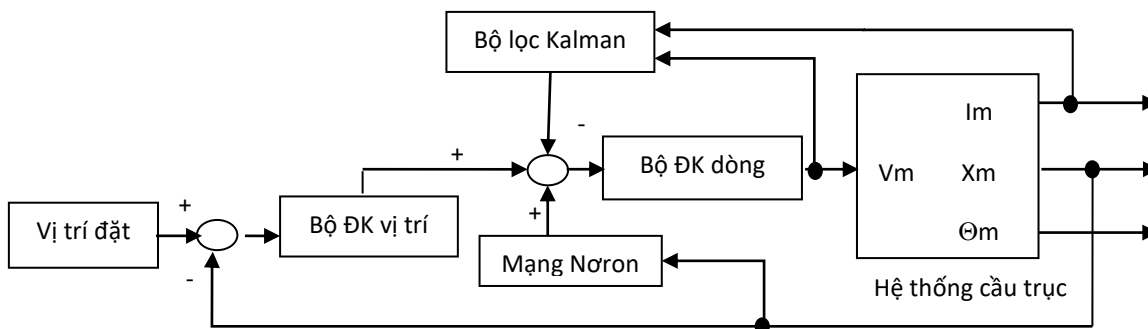 Bộ lọc Kalman
Im
-
+
Bộ ĐK dòng
Vm
Xm
+
Vị trí đặt
Bộ ĐK vị trí
+
Mạng Nơron
Θm
-
Hệ thống cầu trục